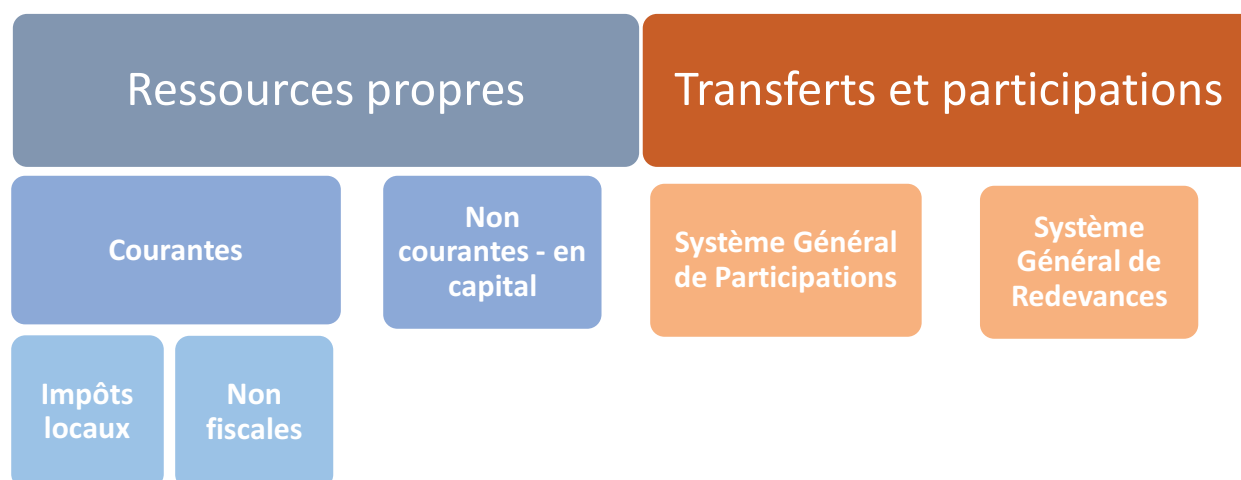 Ressources propres
Transferts et participations
Courantes
Non
courantes - en
capital
Système Général
de Participations
Système
Général de
Redevances
Impôts
locaux
Non
fiscales